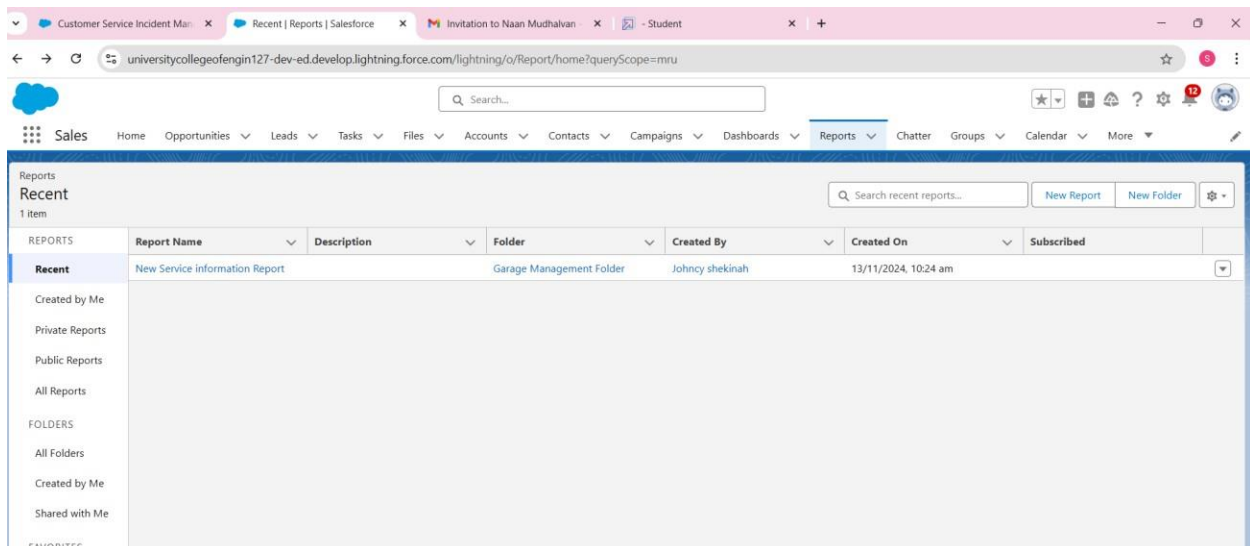 Customer Service Incident Man
Recent | Reports | Salesforce
Invitation to Naan Mudhalvan
- Student
universitycollegeofengin127-dev-ed.develop.lightning.force.com/lightning/o/Report/home?queryScope=mru
S
Search...
12
Sales Home Opportunities Leads Tasks Files Accounts Contacts Campaigns Dashboards Reports Chatter Groups Calendar More
Reports
Recent
1 item
Search recent reports...
New Report
New Folder
REPORTS
Report Name Description Folder Created By Created On Subscribed
Recent
New Service information Report Garage Management Folder Johncy shekinah 13/11/2024, 10:24 am
Created by Me
Private Reports
Public Reports
All Reports
FOLDERS
All Folders
Created by Me
Shared with Me
FAVORITES